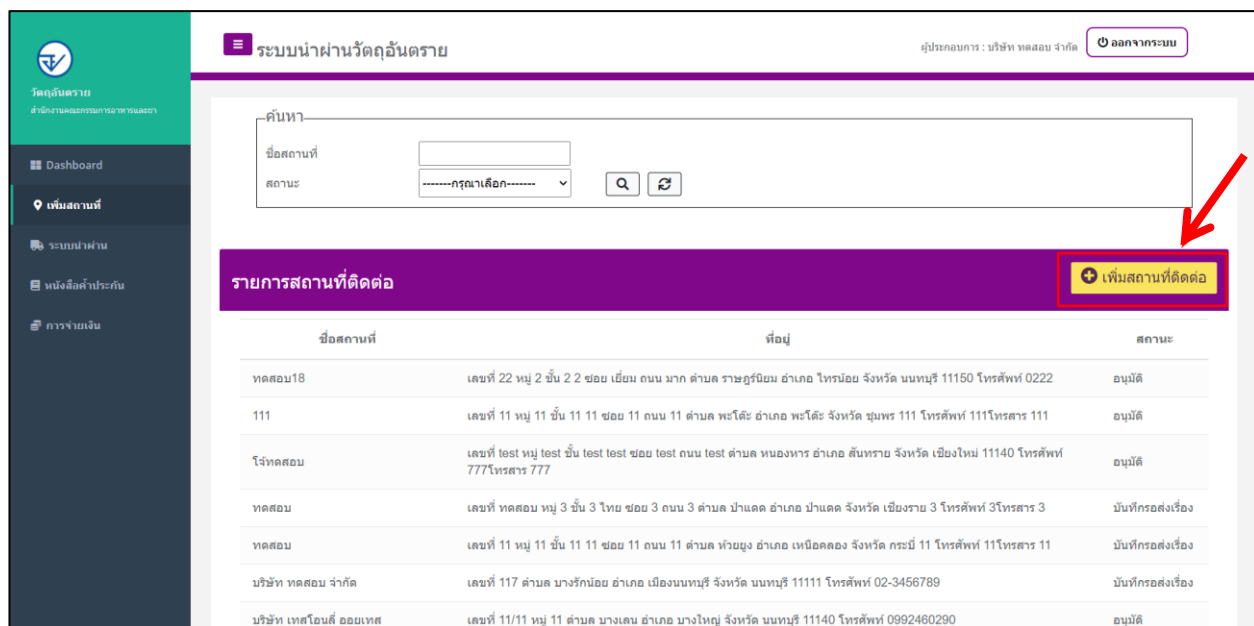 ระบบนำผ่านวัตถุอันตราย
ผู้ประกอบการ : บริษัท ทดสอบ จำกัด
ออกจากระบบ
วัตถุอันตราย
สำนักงานคณะกรรมการอาหารและยา
Dashboard
เพิ่มสถานที่
ระบบนำผ่าน
หนังสือค้ำประกัน
การจ่ายเงิน
ค้นหา
ชื่อสถานที่
สถานะ -------กรุณาเลือก-------
รายการสถานที่ติดต่อ
เพิ่มสถานที่ติดต่อ
ชื่อสถานที่ ที่อยู่ สถานะ
ทดสอบ18 เลขที่ 22 หมู่ 2 ชั้น 2 2 ซอย เยี่ยม ถนน มาก ตำบล ราษฎร์นิยม อำเภอ ไทรน้อย จังหวัด นนทบุรี 11150 โทรศัพท์ 0222 อนุมัติ
111 เลขที่ 11 หมู่ 11 ชั้น 11 11 ซอย 11 ถนน 11 ตำบล พะโต๊ะ อำเภอ พะโต๊ะ จังหวัด ชุมพร 111 โทรศัพท์ 111โทรสาร 111 อนุมัติ
โจ้ทดสอบ เลขที่ test หมู่ test ชั้น test test ซอย test ถนน test ตำบล หนองหาร อำเภอ สันทราย จังหวัด เชียงใหม่ 11140 โทรศัพท์
777โทรสาร 777 อนุมัติ
ทดสอบ เลขที่ ทดสอบ หมู่ 3 ชั้น 3 ไทย ซอย 3 ถนน 3 ตำบล ป่าแดด อำเภอ ป่าแดด จังหวัด เชียงราย 3 โทรศัพท์ 3โทรสาร 3 บันทึกรอส่งเรื่อง
ทดสอบ เลขที่ 11 หมู่ 11 ชั้น 11 11 ซอย 11 ถนน 11 ตำบล ห้วยยูง อำเภอ เหนือคลอง จังหวัด กระบี่ 11 โทรศัพท์ 11โทรสาร 11 บันทึกรอส่งเรื่อง
บริษัท ทดสอบ จำกัด เลขที่ 117 ตำบล บางรักน้อย อำเภอ เมืองนนทบุรี จังหวัด นนทบุรี 11111 โทรศัพท์ 02-3456789 บันทึกรอส่งเรื่อง
บริษัท เทสโอนลี่ ออยเทส เลขที่ 11/11 หมู่ 11 ตำบล บางเลน อำเภอ บางใหญ่ จังหวัด นนทบุรี 11140 โทรศัพท์ 0992460290 อนุมัติ